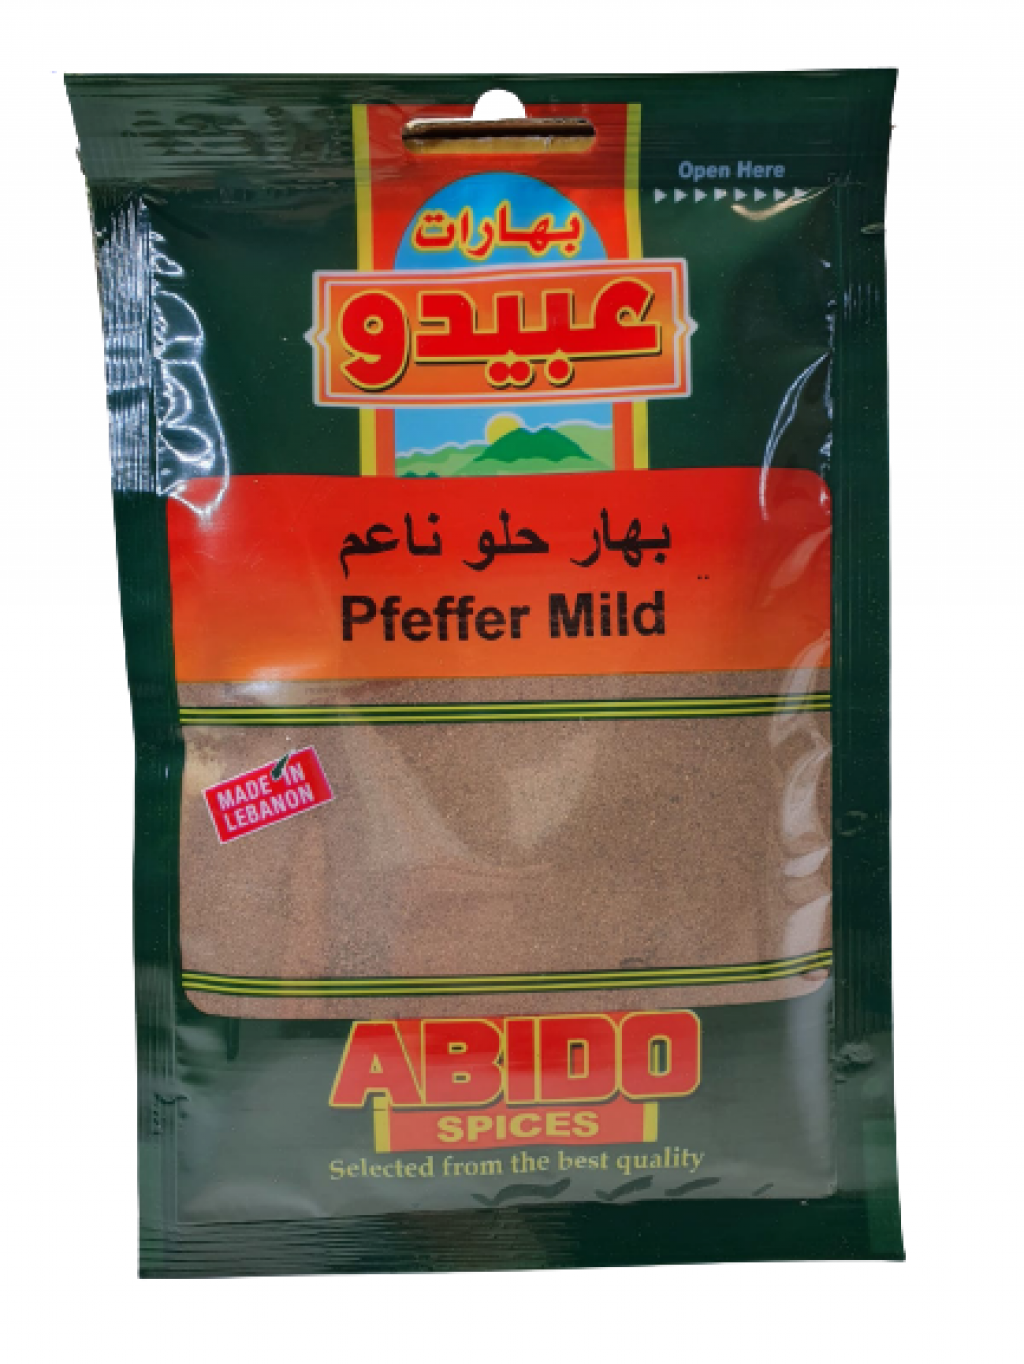 Open Here
بهارات
عبيدو
بهار حلو ناعم
Pfeffer Mild
MADE IN
LEBANON
ABIDO
SPICES
Selected from the best quality